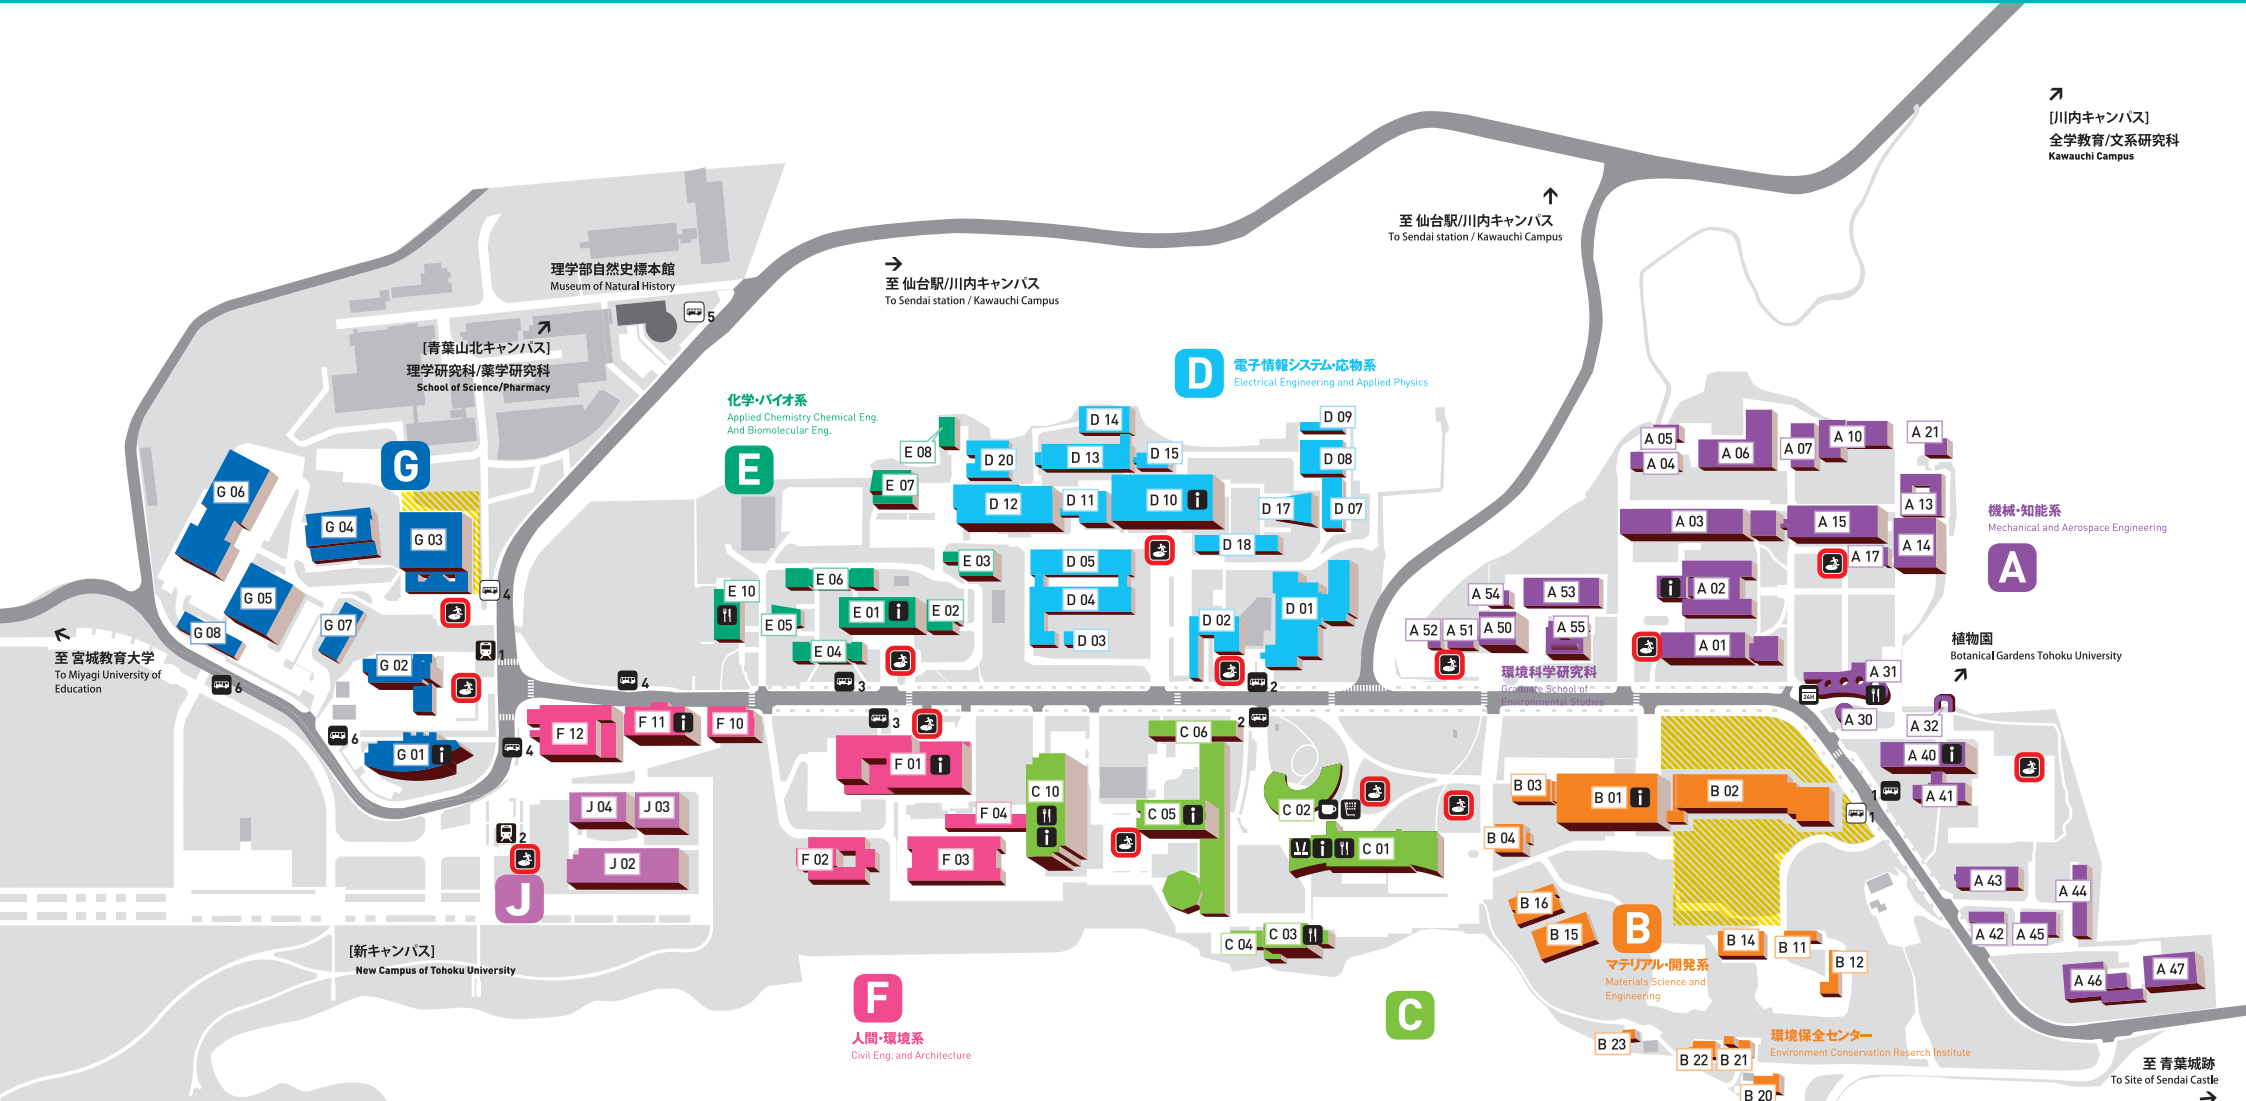 [川内キャンパス]
全学教育/文系研究科
Kawauchi Campus
至 仙台駅/川内キャンパス
To Sendai station / Kawauchi Campus
理学部自然史標本館
Museum of Natural History
至 仙台駅/川内キャンパス
To Sendai station / Kawauchi Campus
5
[青葉山北キャンパス]
理学研究科/薬学研究科
School of Science/Pharmacy
D
電子情報システム・応物系
Electrical Engineering and Applied Physics
化学・バイオ系
Applied Chemistry Chemical Eng.
And Biomolecular Eng.
E
G
機械・知能系
Mechanical and Aerospace Engineering
A
G 06
G 04
G 03
G 05
G 08
G 07
G 02
G 01
4
1
6
6
至 宮城教育大学
To Miyagi University of
Education
E 08
E 07
E 03
E 06
E 10
E 01
E 02
E 05
E 04
4
3
D 14
D 09
D 20
D 13
D 15
D 08
D 12
D 11
D 10
D 17
D 07
D 18
D 05
D 04
D 03
D 02
D 01
2
A 05
A 04
A 06
A 07
A 10
A 21
A 13
A 03
A 15
A 14
A 17
A 02
A 01
A 54
A 53
A 52
A 51
A 50
A 55
環境科学研究科
Graduate School of
Environmental Studies
植物園
Botanical Gardens Tohoku University
24H
A 31
A 30
A 32
A 40
A 41
1
1
A 43
A 44
A 42
A 45
A 46
A 47
F 12
F 11
F 10
4
3
F 01
F 04
F 02
F 03
J 04
J 03
J 02
2
J
[新キャンパス]
New Campus of Tohoku University
F
人間・環境系
Civil Eng. and Architecture
2
C 06
C 10
C 05
C 02
C 01
C 04
C 03
C
B 03
B 01
B 02
B 04
B 16
B 15
B
マテリアル・開発系
Materials Science and
Engineering
B 14
B 11
B 12
B 23
B 22
B 21
B 20
環境保全センター
Environment Conservation Reserch Institute
至 青葉城跡
To Site of Sendai Castle